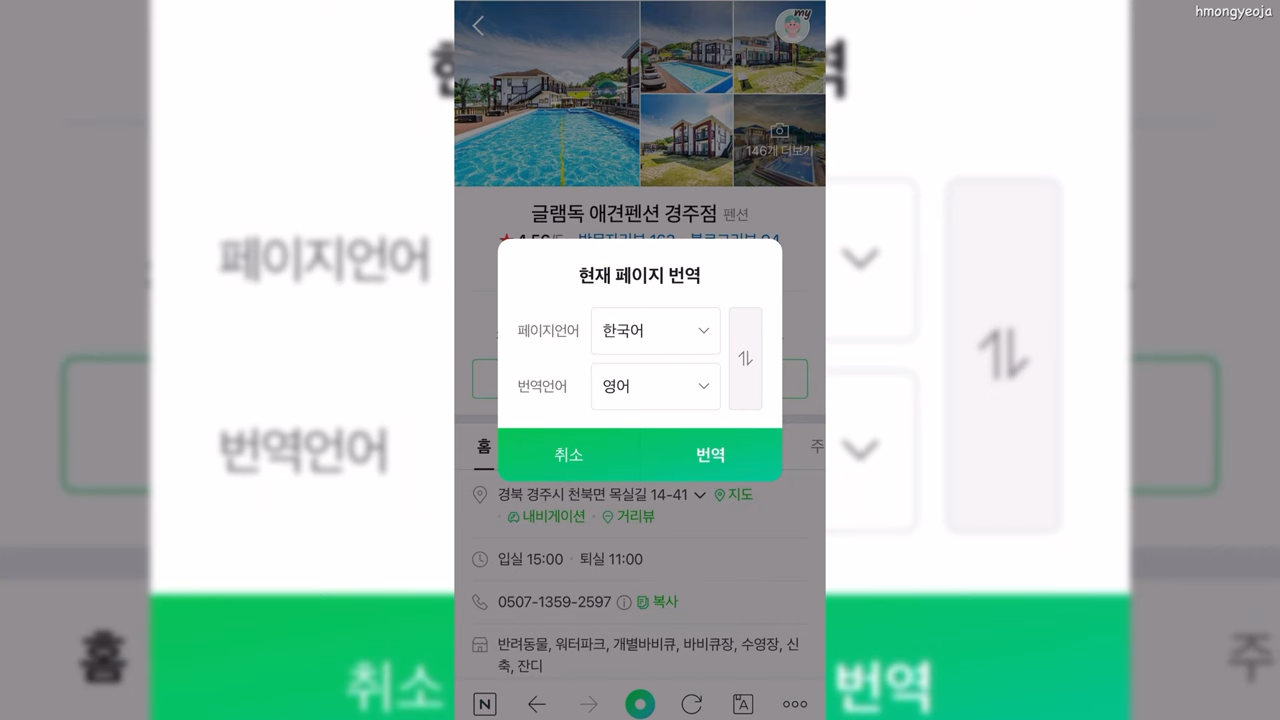 hmongyeoja
my
146개 더보기
글램독 애견펜션 경주점 펜션
현재 페이지 번역
페이지언어 한국어
번역언어 영어
취소 번역
홈 주
경북 경주시 천북면 목실길 14-41 지도
· 내비게이션 · 거리뷰
입실 15:00 · 퇴실 11:00
0507-1359-2597 복사
반려동물, 워터파크, 개별바비큐, 바비큐장, 수영장, 신
축, 잔디
N A
페이지언어
번역언어
홈 주
취소 번역